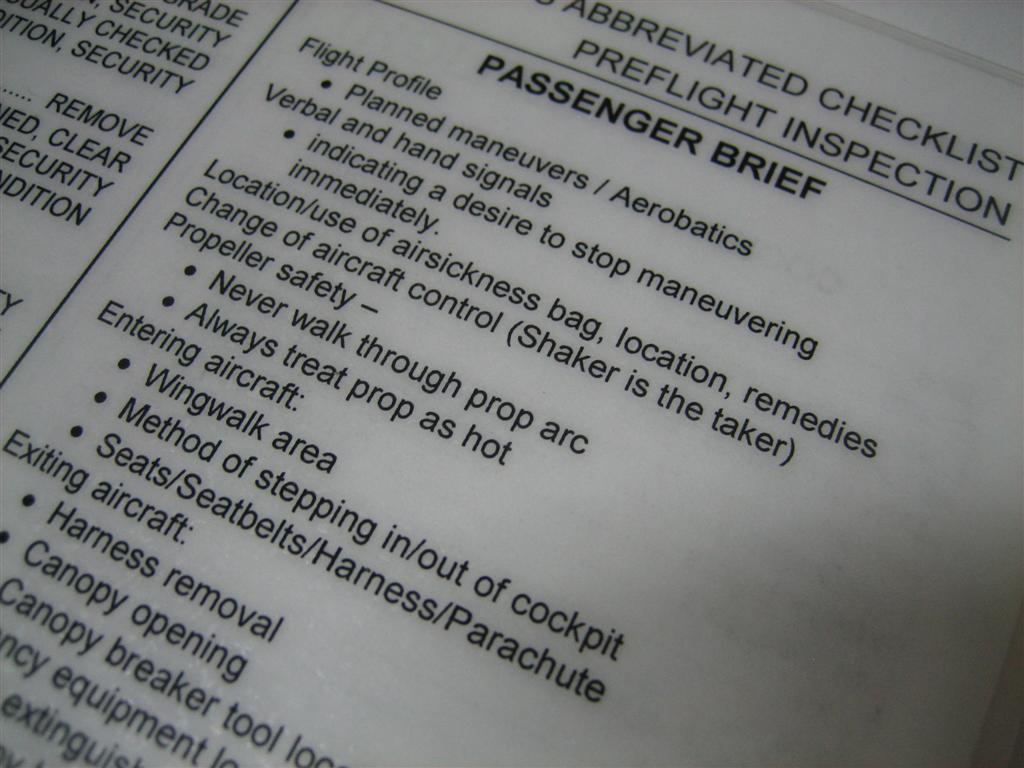 ABBREVIATED CHECKLIST
PREFLIGHT INSPECTION
PASSENGER BRIEF
Flight Profile
• Planned maneuvers / Aerobatics
Verbal and hand signals
• indicating a desire to stop maneuvering
immediately.
Location/use of airsickness bag, location, remedies
Change of aircraft control (Shaker is the taker)
Propeller safety –
• Never walk through prop arc
• Always treat prop as hot
Entering aircraft:
• Wingwalk area
• Method of stepping in/out of cockpit
• Seats/Seatbelts/Harness/Parachute
Exiting aircraft:
• Harness removal
• Canopy opening
Canopy breaker tool
equipment
SECURITY
CHECKED
SECURITY
...... REMOVE
CLEAR
SECURITY